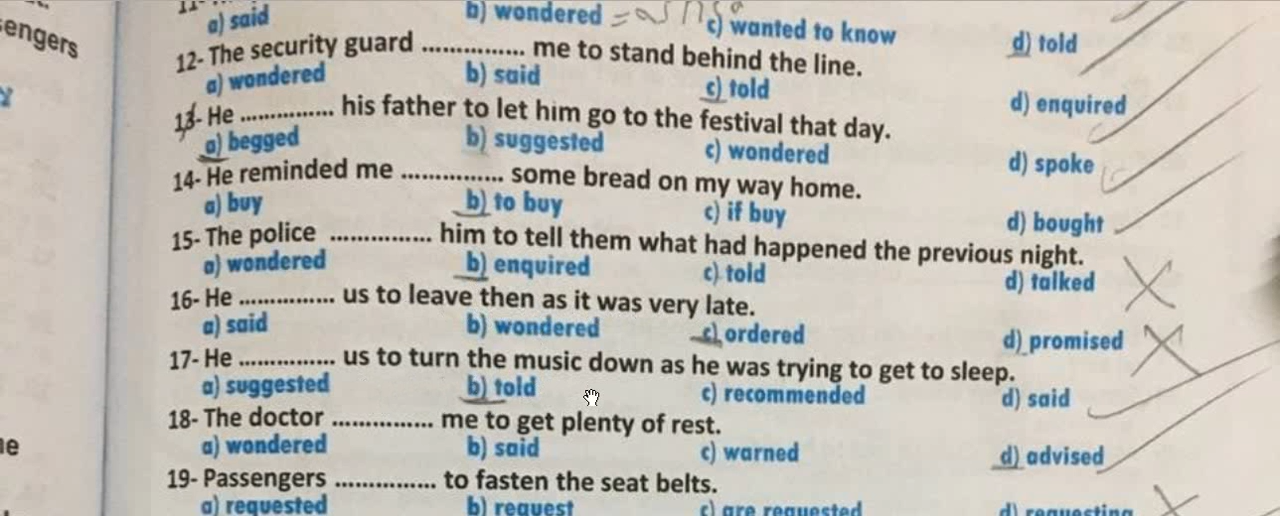 engers
a) said b) wondered c) wanted to know d) told
12- The security guard ............... me to stand behind the line.
a) wondered b) said c) told d) enquired
13- He .............. his father to let him go to the festival that day.
a) begged b) suggested c) wondered d) spoke
14- He reminded me ............... some bread on my way home.
a) buy b) to buy c) if buy d) bought
15- The police ............... him to tell them what had happened the previous night.
a) wondered b) enquired c) told d) talked
16- He .............. us to leave then as it was very late.
a) said b) wondered c) ordered d) promised
17- He .............. us to turn the music down as he was trying to get to sleep.
a) suggested b) told c) recommended d) said
18- The doctor ............... me to get plenty of rest.
a) wondered b) said c) warned d) advised
19- Passengers ............... to fasten the seat belts.
a) requested b) request c) are requested d) requesting